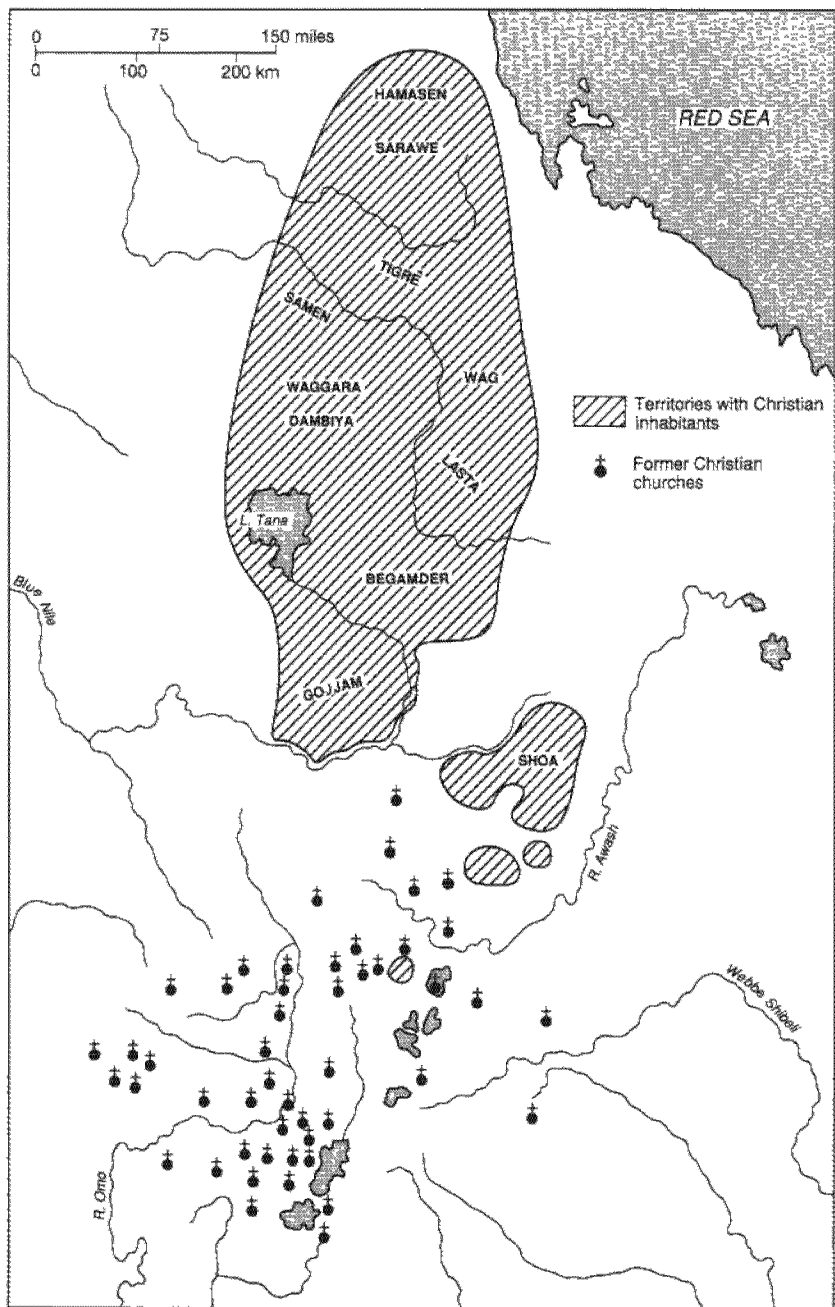 0 75 150 miles
0 100 200 km
RED SEA
HAMASEN
SARAWE
TIGRÉ
SAMEN
WAG
WAGGARA
DAMBIYA
LASTA
Territories with Christian
inhabitants
Former Christian
churches
L. Tana
BEGAMDER
Blue Nile
GOJJAM
SHOA
R. Awash
Webbe Shibeli
R. Omo